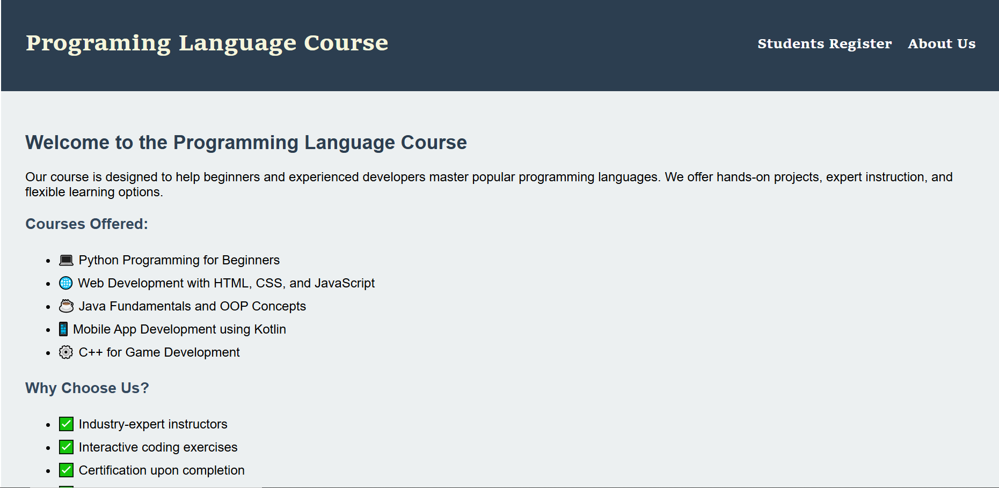 Programing Language Course
Students Register
About Us
Welcome to the Programming Language Course
Our course is designed to help beginners and experienced developers master popular programming languages. We offer hands-on projects, expert instruction, and
flexible learning options.
Courses Offered:
Python Programming for Beginners
Web Development with HTML, CSS, and JavaScript
Java Fundamentals and OOP Concepts
Mobile App Development using Kotlin
C++ for Game Development
Why Choose Us?
Industry-expert instructors
Interactive coding exercises
Certification upon completion